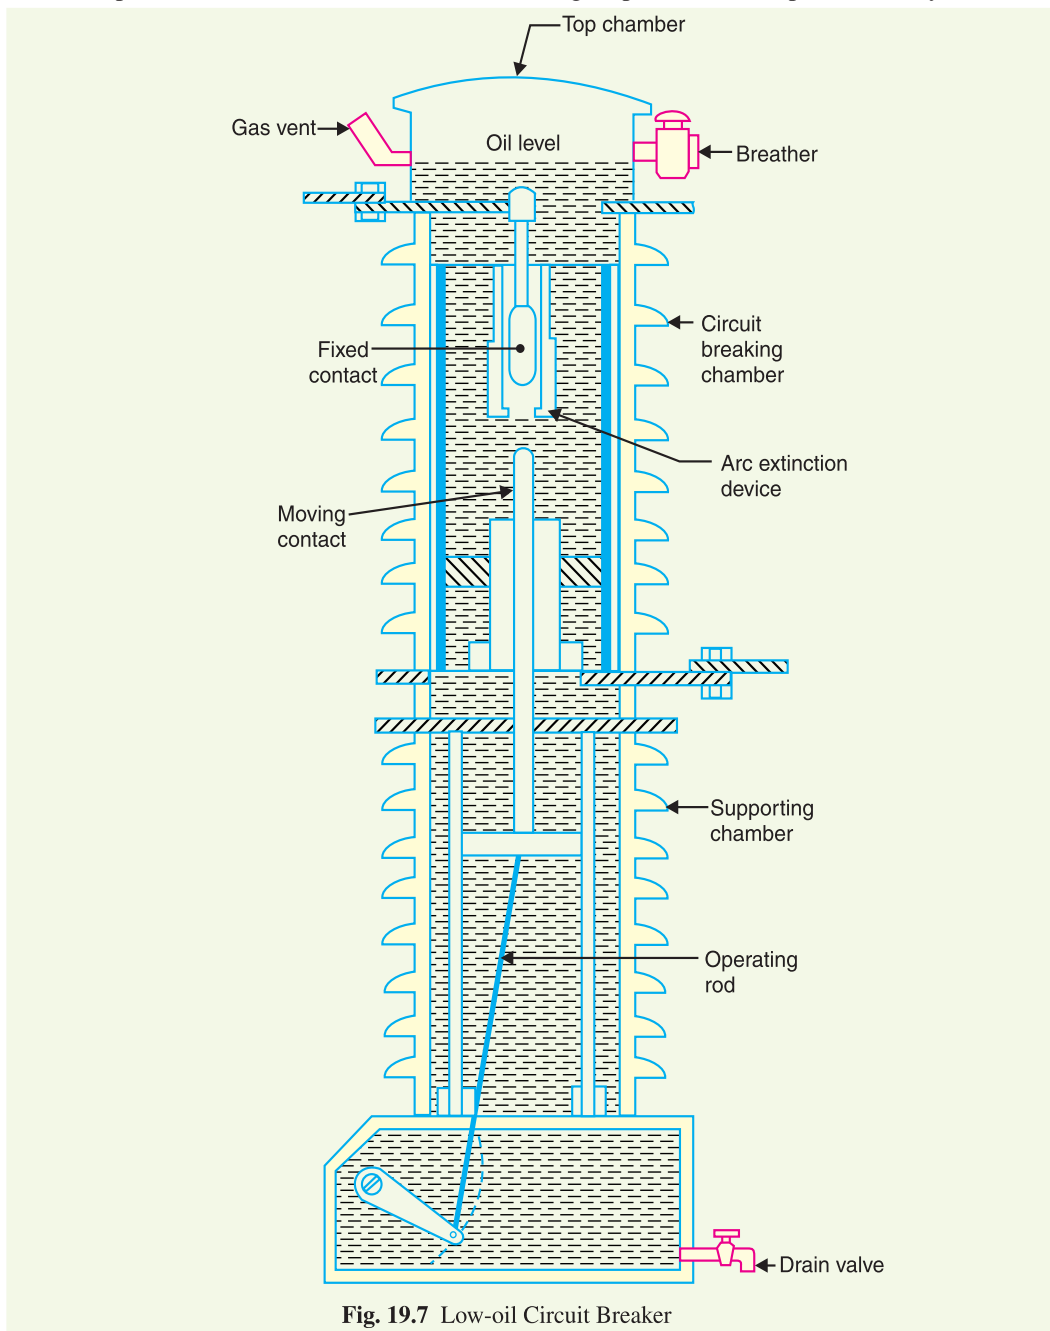 Top chamber
Gas vent
Oil level
Breather
Circuit
breaking
chamber
Fixed
contact
Arc extinction
device
Moving
contact
Supporting
chamber
Operating
rod
Drain valve
Fig. 19.7 Low-oil Circuit Breaker